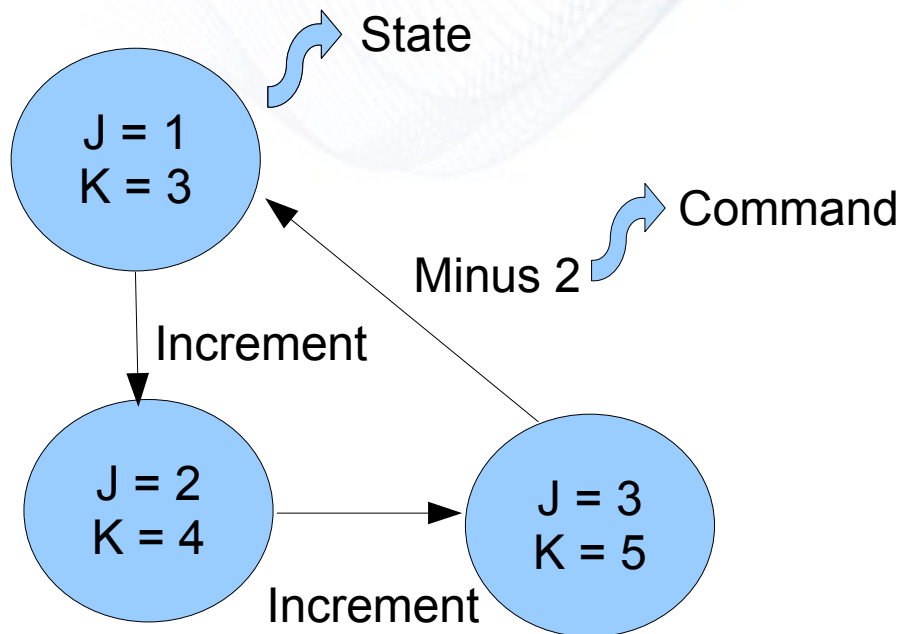 State
J = 1
K = 3
Command
Minus 2
Increment
J = 2
K = 4
J = 3
K = 5
Increment